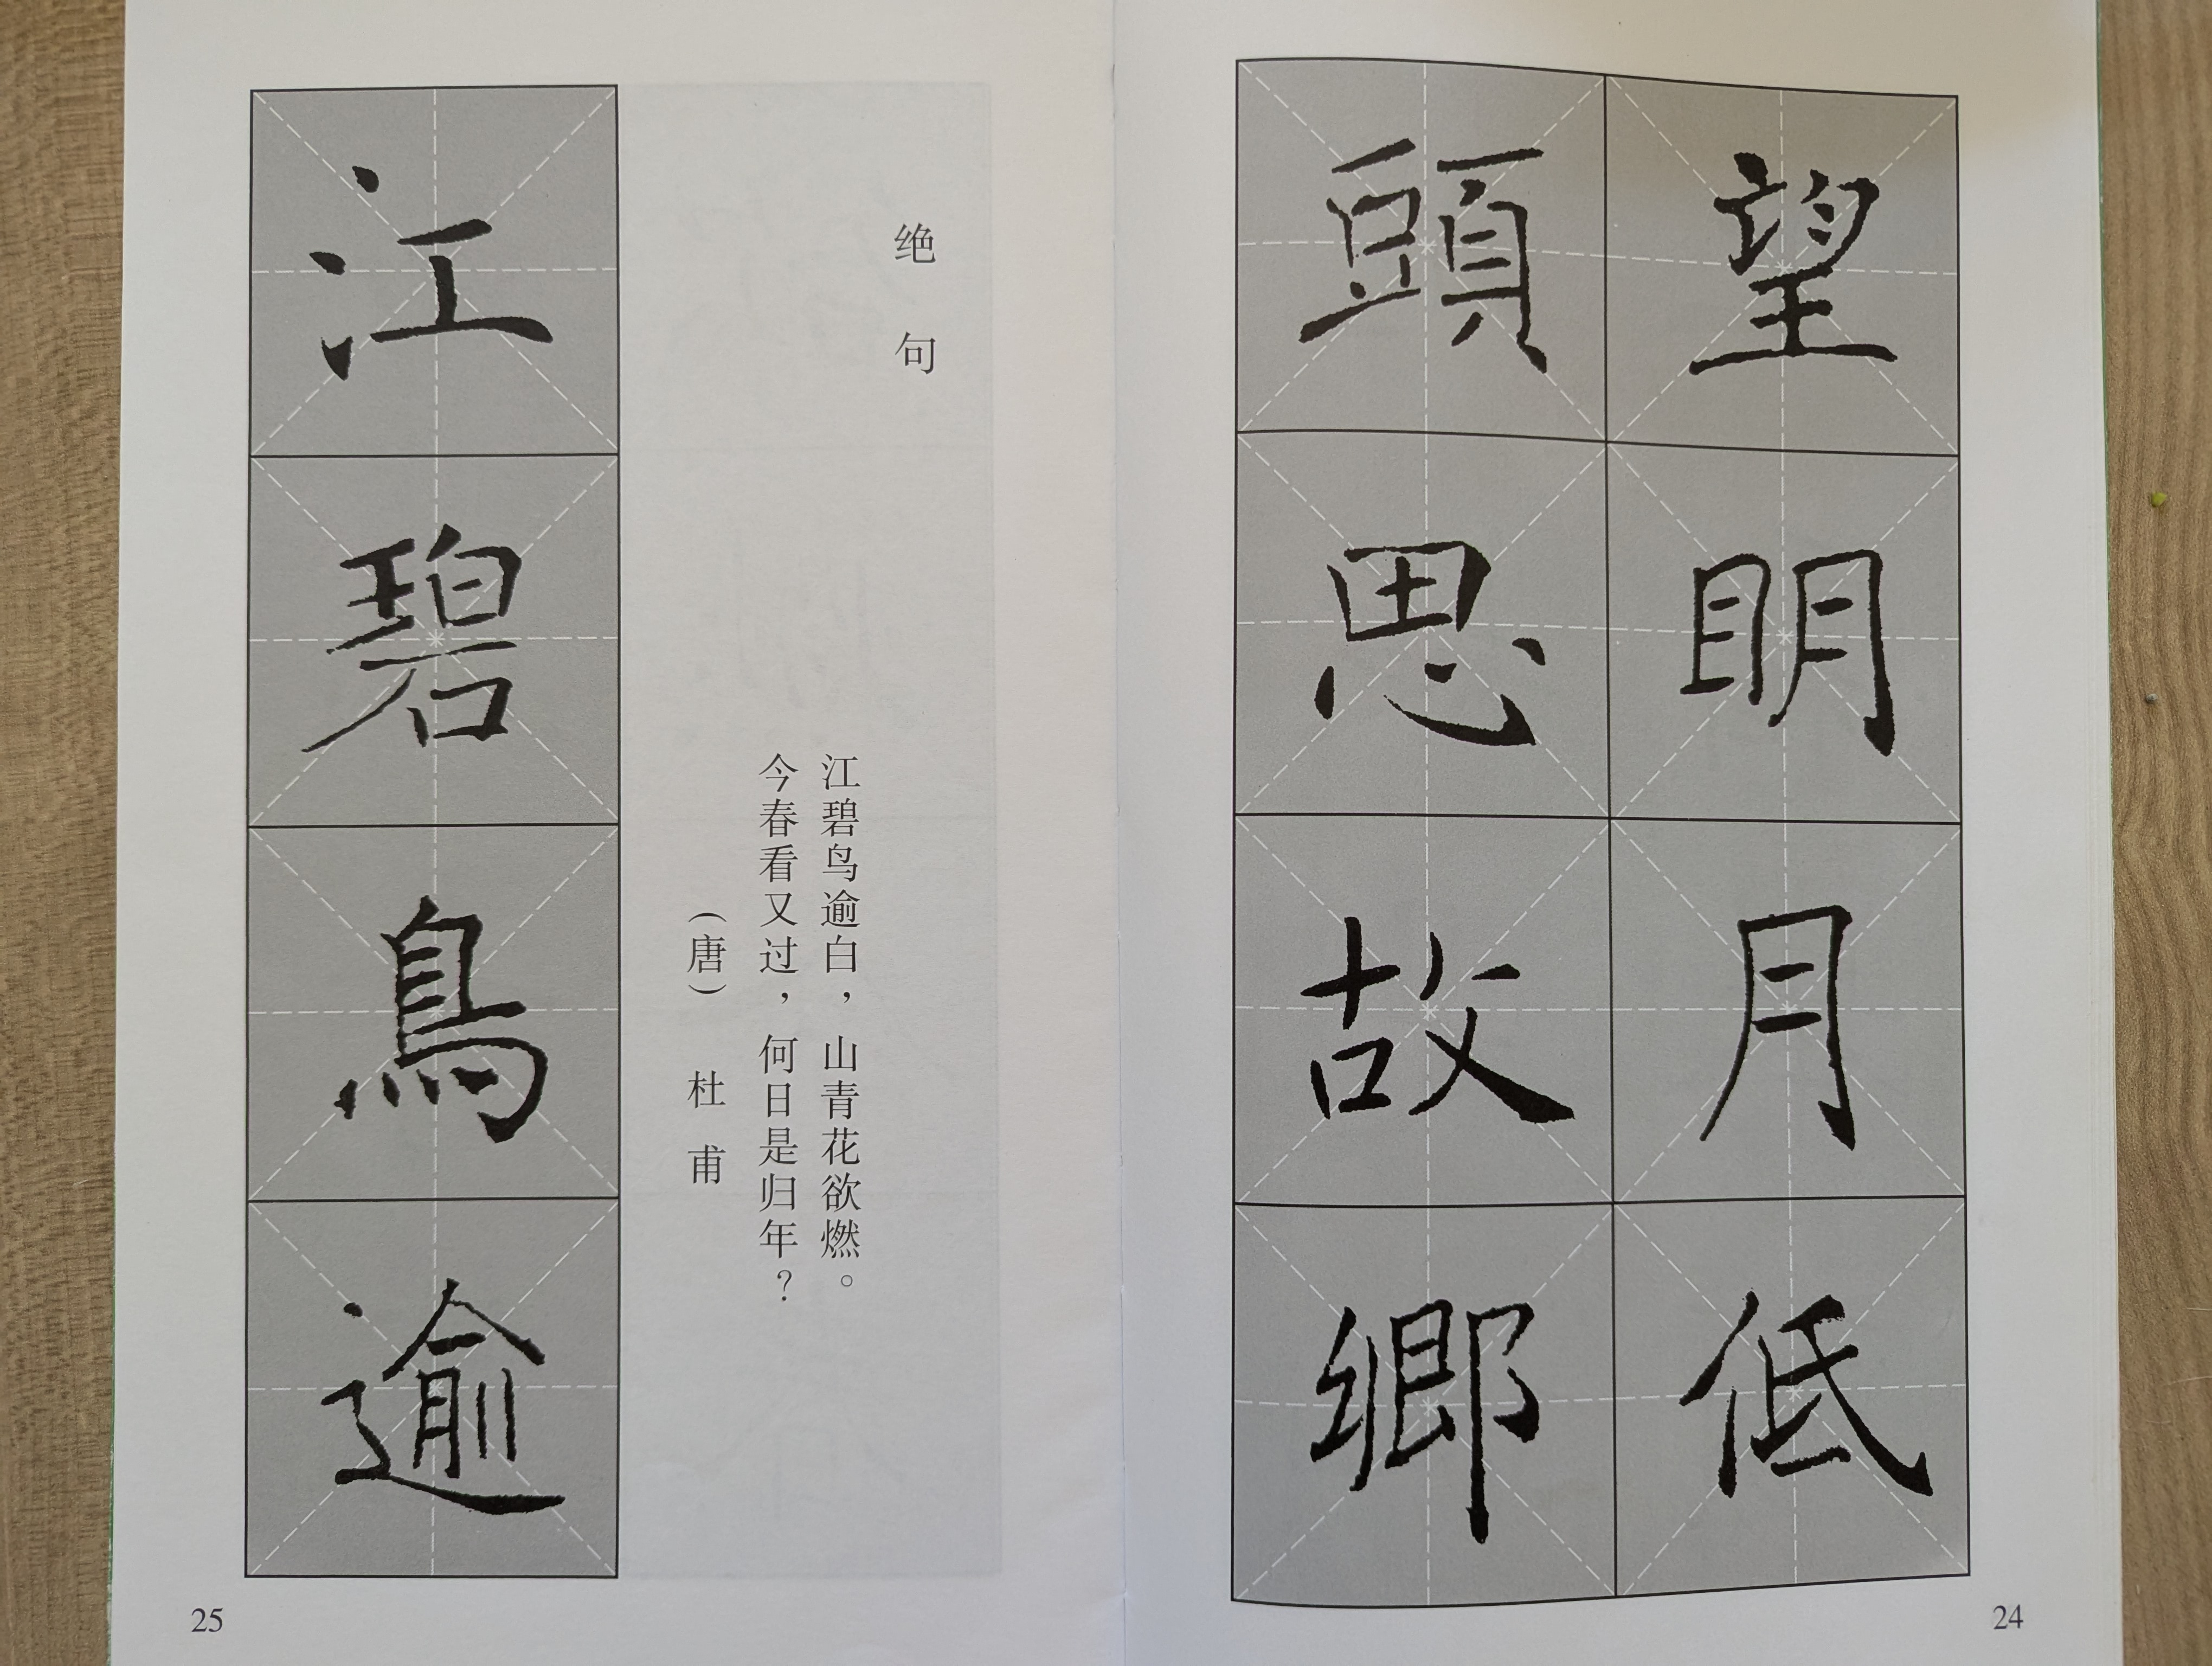 望明月低
頭思故鄉
24
绝句
江碧鸟逾白，山青花欲燃。
今春看又过，何日是归年？
（唐） 杜甫
江碧鳥逾
25